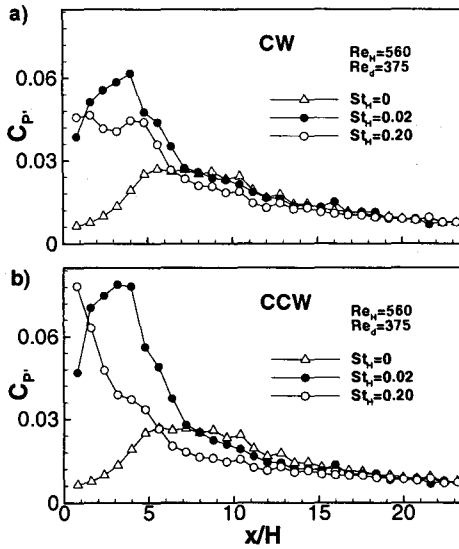 a)
CW
Re_H=560
Re_d=375
St_H=0
St_H=0.02
St_H=0.20
C_P'
0.06
0.03
0
b)
CCW
Re_H=560
Re_d=375
St_H=0
St_H=0.02
St_H=0.20
C_P'
0.06
0.03
0
0 5 10 15 20
x/H